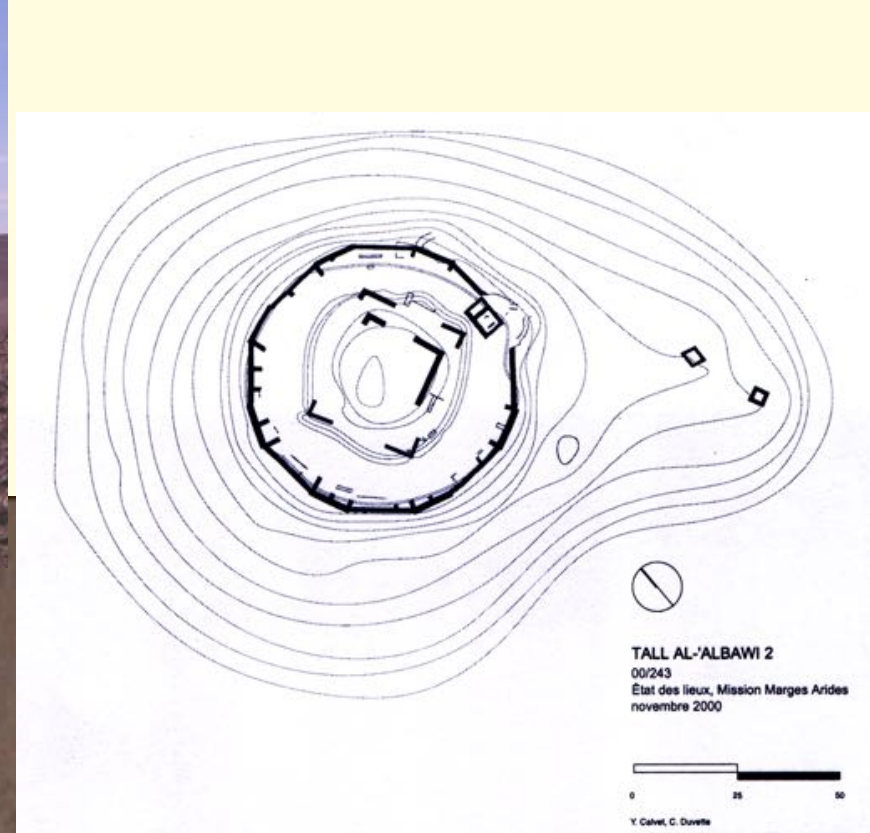 TALL AL-'ALBAWI 2
00/243
État des lieux, Mission Marges Arides
novembre 2000
0 25 50
Y. Calvet, C. Duvette